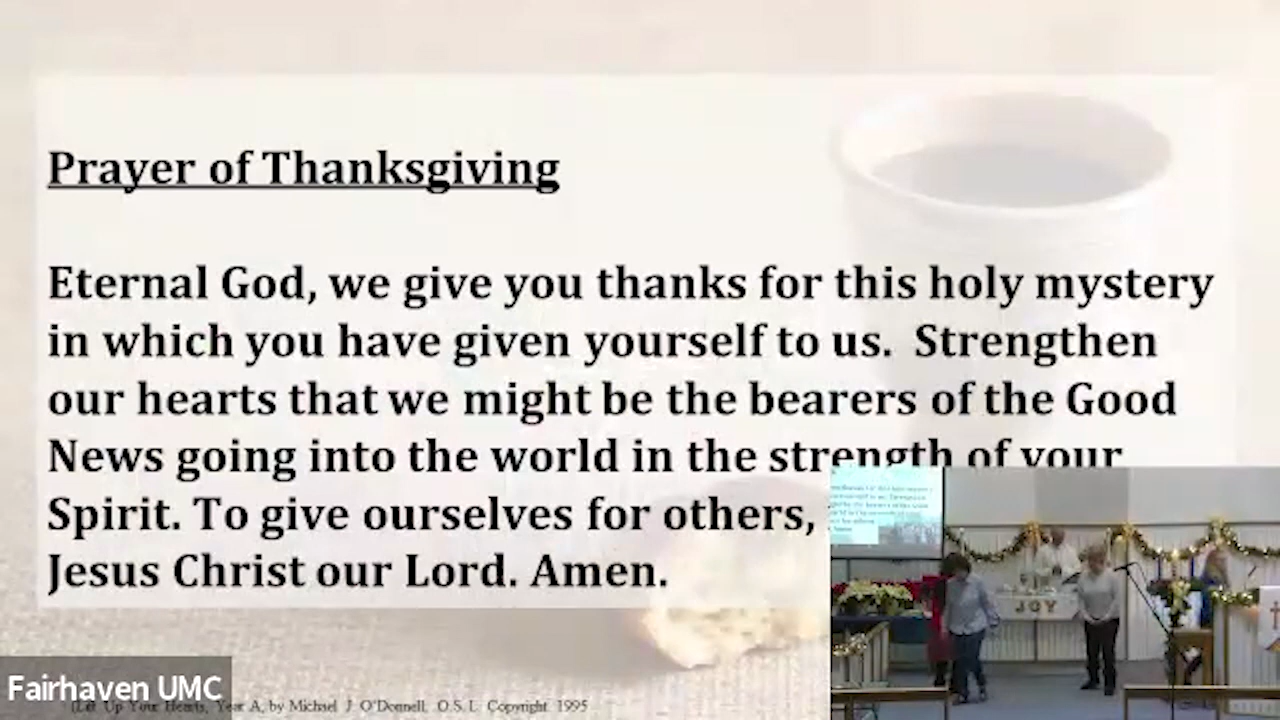 Prayer of Thanksgiving
Eternal God, we give you thanks for this holy mystery
in which you have given yourself to us. Strengthen
our hearts that we might be the bearers of the Good
News going into the world in the strength of your
Spirit. To give ourselves for others,
Jesus Christ our Lord. Amen.
JOY
Fairhaven UMC
(Lift Up Your Hearts, Year A, by Michael J O'Donnell, O.S.L. Copyright 1995